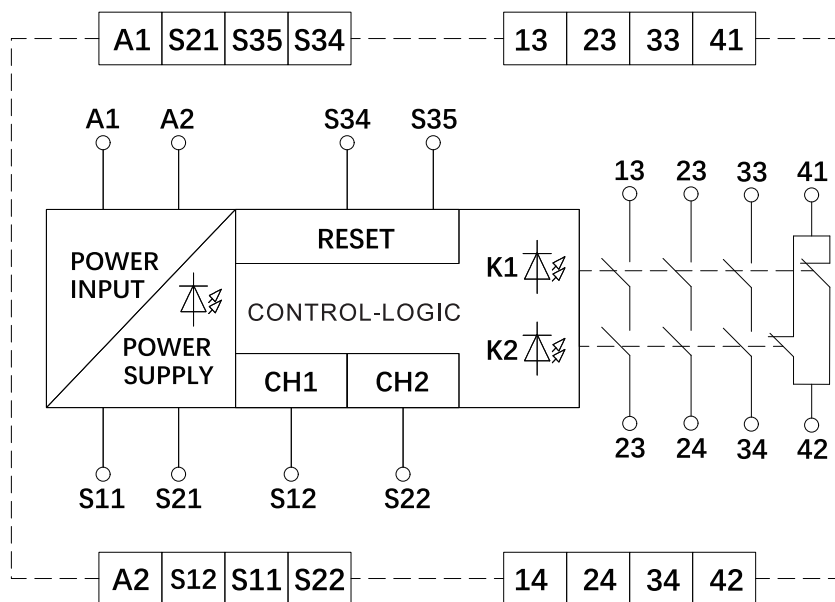 A1 S21 S35 S34 13 23 33 41
A1 A2 S34 S35
13 23 33 41
RESET
POWER
INPUT
K1
CONTROL-LOGIC
POWER
SUPPLY
K2
CH1 CH2
23 24 34 42
S11 S21 S12 S22
A2 S12 S11 S22 14 24 34 42